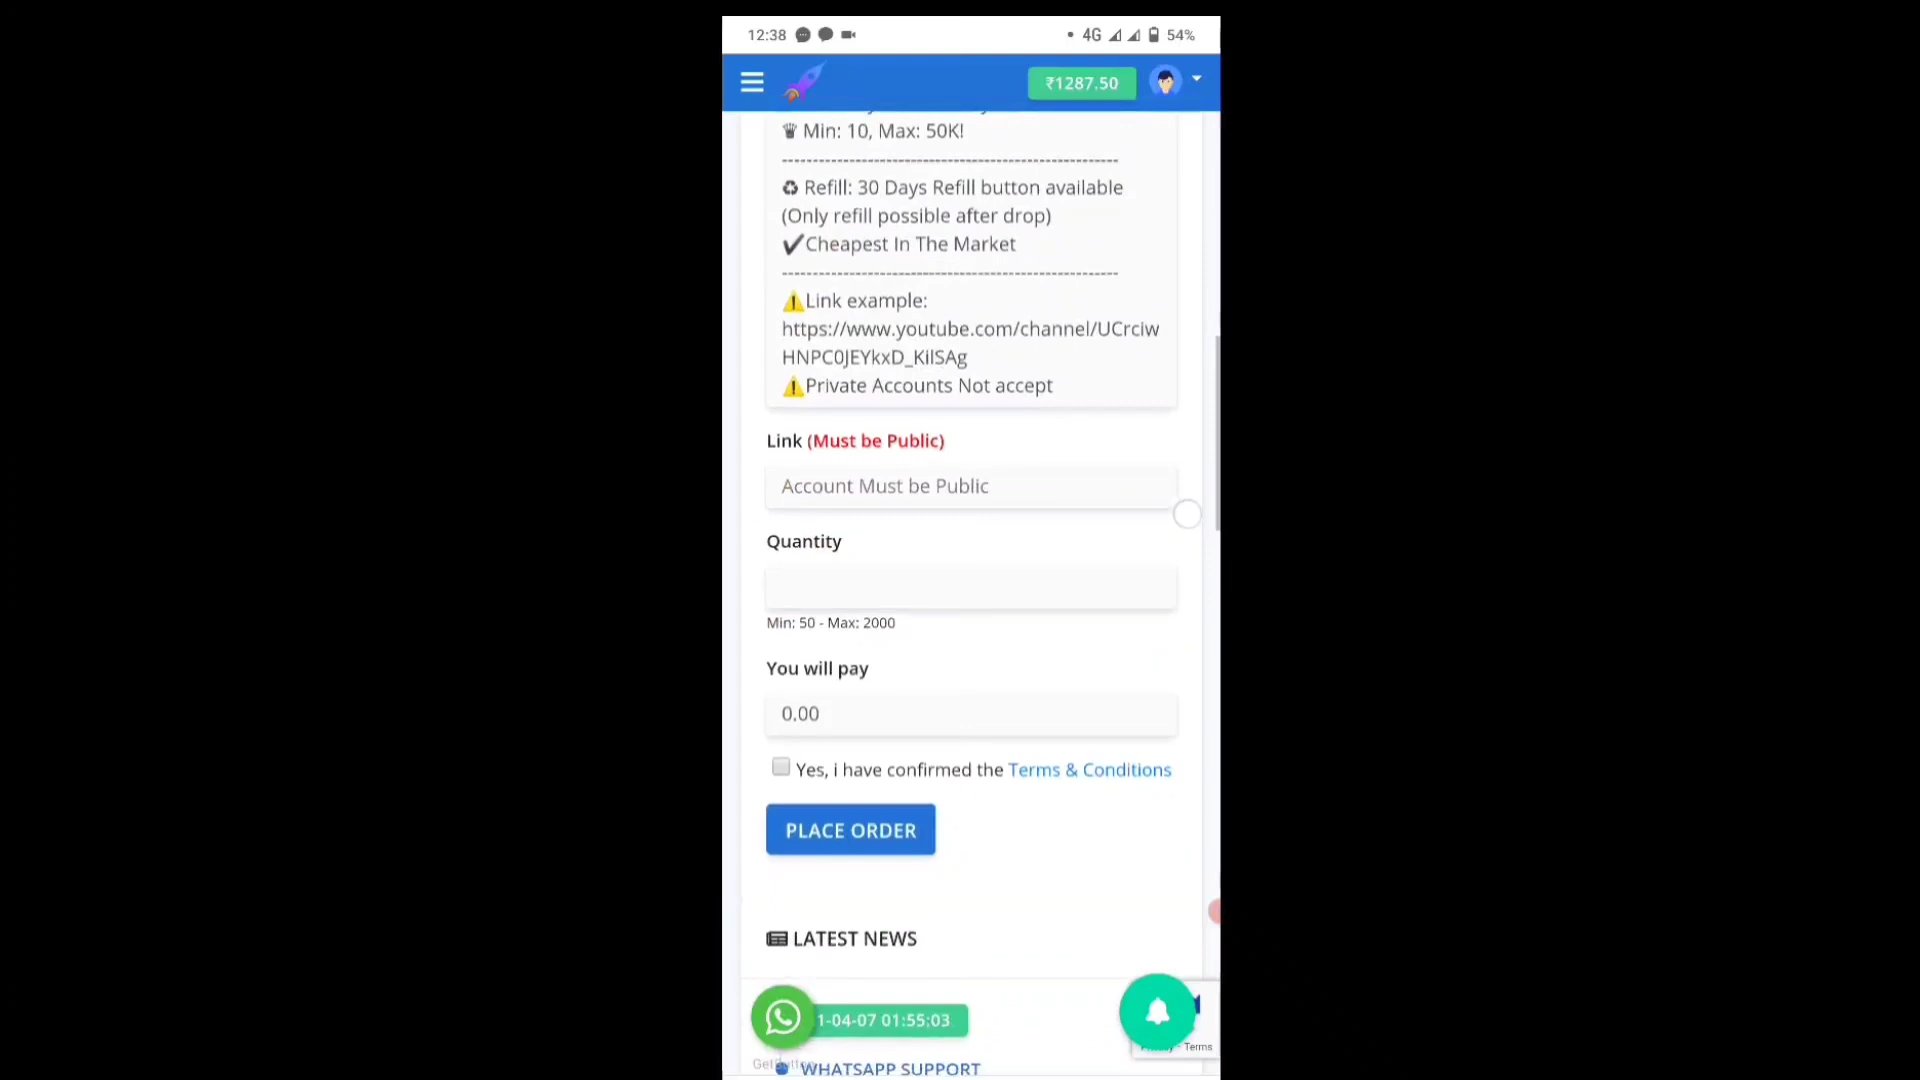 12:38 4G 54%
₹1287.50
♛ Min: 10, Max: 50K!
-------------------------------------------------------
♻ Refill: 30 Days Refill button available
(Only refill possible after drop)
✔Cheapest In The Market
-------------------------------------------------------
⚠Link example:
https://www.youtube.com/channel/UCrciw
HNPC0JEYkxD_KilSAg
⚠Private Accounts Not accept
Link (Must be Public)
Account Must be Public
Quantity
Min: 50 - Max: 2000
You will pay
0.00
Yes, i have confirmed the Terms & Conditions
PLACE ORDER
LATEST NEWS
1-04-07 01:55:03
Terms
WHATSAPP SUPPORT